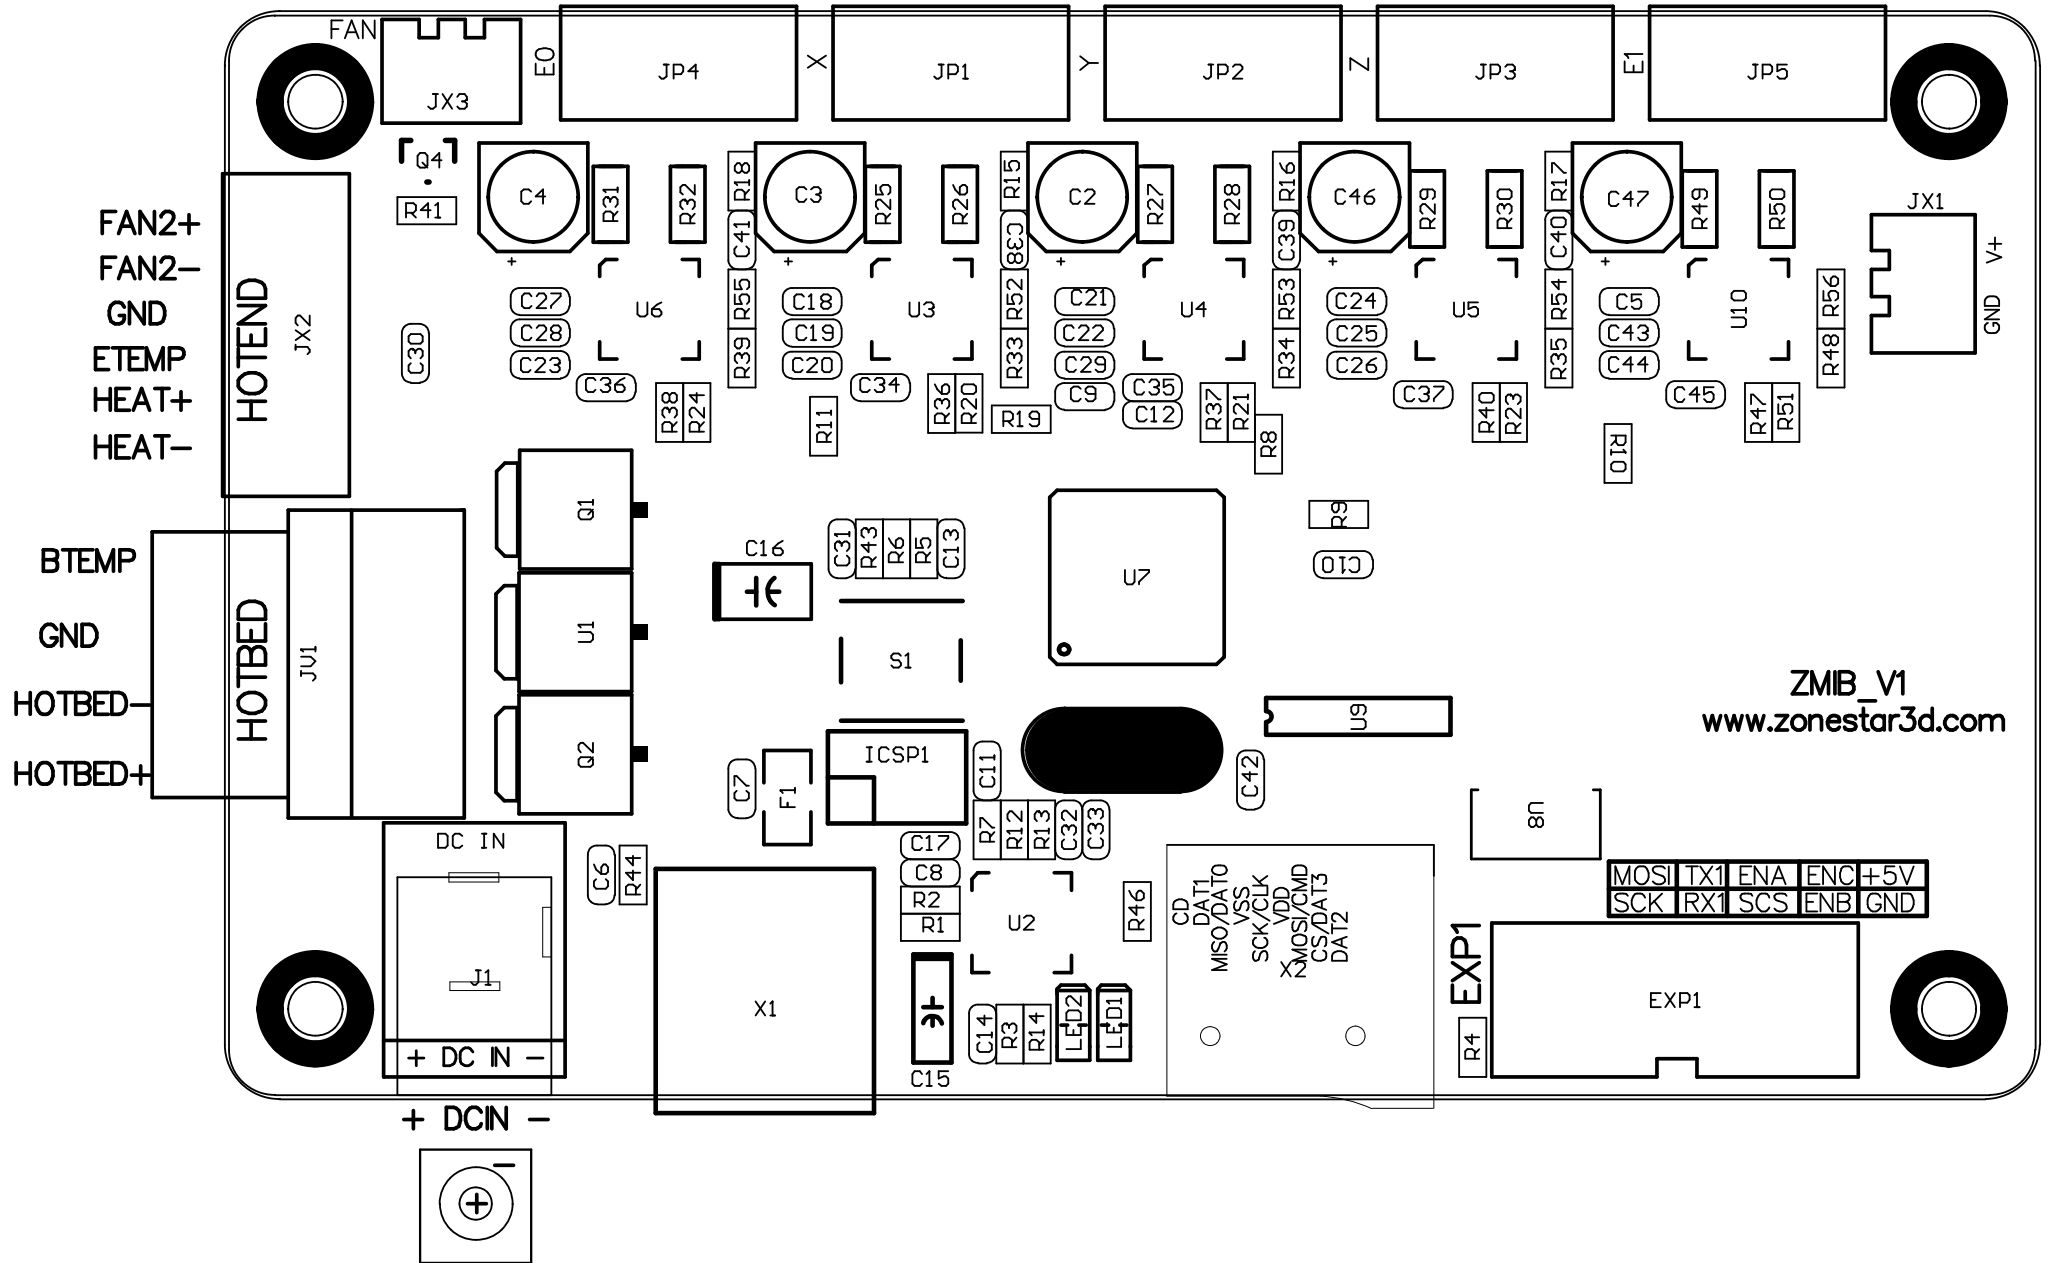 FAN
JX3
E0
JP4
X
JP1
Y
JP2
Z
JP3
E1
JP5
Q4
R41
C4
R31
R32
R18
C41
C3
R25
R26
R15
C38
C2
R27
R28
R16
C39
C46
R29
R30
R17
C40
C47
R49
R50
JX1
V+
GND
FAN2+
FAN2-
GND
ETEMP
HEAT+
HEAT-
HOTEND
JX2
C30
+
C27
C28
C23
U6
C36
R38
R24
R55
R39
+
C18
C19
C20
U3
C34
R11
R36
R20
R52
R33
R19
+
C21
C22
C29
C9
U4
C35
C12
R37
R21
R8
R53
R34
+
C24
C25
C26
U5
C37
R40
R23
R54
R35
+
C5
C43
C44
U10
C45
R10
R47
R51
R56
R48
BTEMP
GND
HOTBED-
HOTBED+
HOTBED
JV1
Q1
U1
Q2
C16
C31
R43
R6
R5
C13
S1
U7
R9
C10
U9
ZMIB_V1
www.zonestar3d.com
C7
F1
ICSP1
C11
R7
R12
R13
C32
C33
C42
U8
DC IN
J1
+ DC IN -
+ DCIN -
- 
+
C6
R44
X1
C17
C8
R2
R1
U2
R46
C15
C14
R3
R14
LED2
LED1
CD
DAT1
MISO/DAT0
VSS
SCK/CLK
VDD
MOSI/CMD
CS/DAT3
DAT2
X2
MOSI TX1 ENA ENC +5V
SCK RX1 SCS ENB GND
EXP1
EXP1
R4